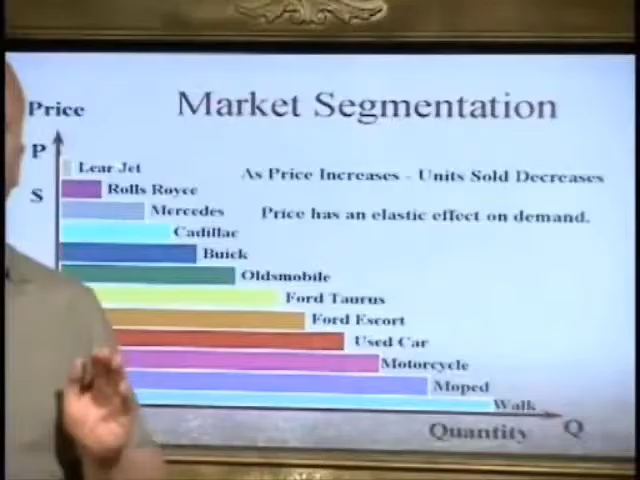 Market Segmentation
Price
P
S
As Price Increases - Units Sold Decreases
Price has an elastic effect on demand.
Lear Jet
Rolls Royce
Mercedes
Cadillac
Buick
Oldsmobile
Ford Taurus
Ford Escort
Used Car
Motorcycle
Moped
Walk
Quantity
Q